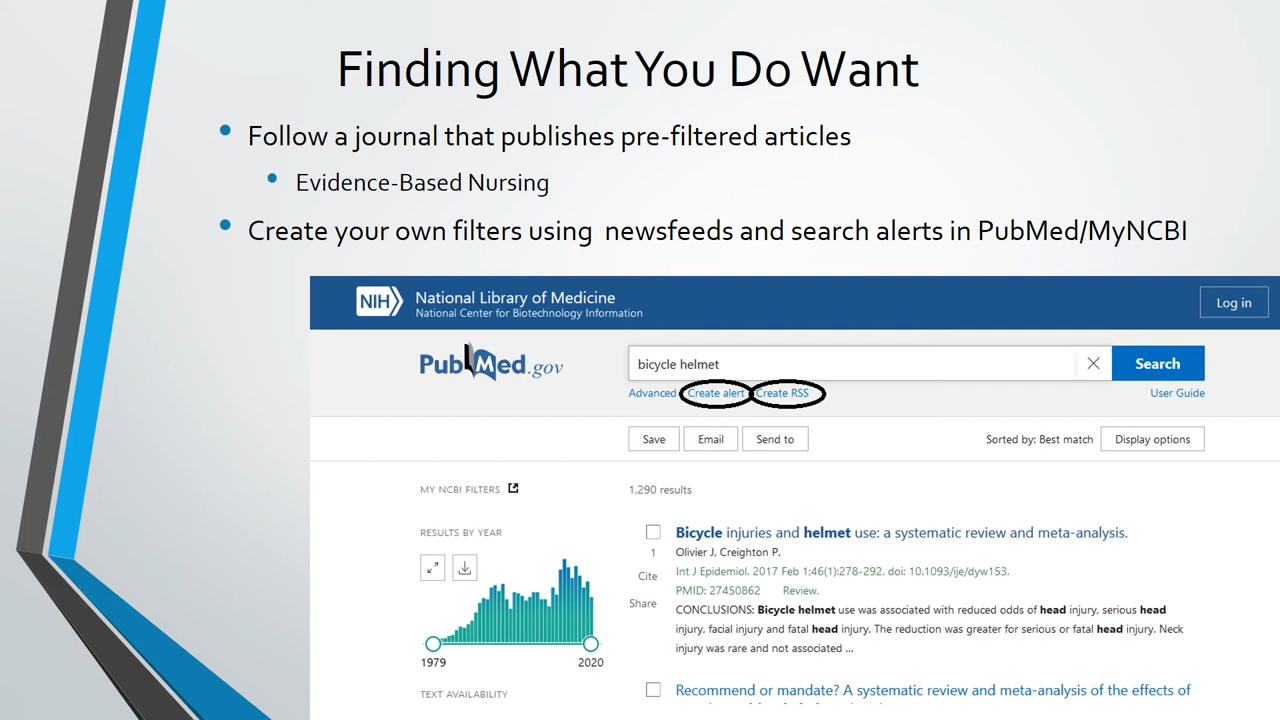 Finding What You Do Want
Follow a journal that publishes pre-filtered articles
Evidence-Based Nursing
Create your own filters using newsfeeds and search alerts in PubMed/MyNCBI
NIH National Library of Medicine
National Center for Biotechnology Information
Log in
PubMed.gov
bicycle helmet
Search
Advanced Create alert Create RSS
User Guide
Save Email Send to
Sorted by: Best match Display options
MY NCBI FILTERS
1,290 results
RESULTS BY YEAR
1979 2020
TEXT AVAILABILITY
Bicycle injuries and helmet use: a systematic review and meta-analysis.
1
Olivier J, Creighton P.
Cite
Int J Epidemiol. 2017 Feb 1;46(1):278-292. doi: 10.1093/ije/dyw153.
PMID: 27450862 Review.
Share
CONCLUSIONS: Bicycle helmet use was associated with reduced odds of head injury, serious head
injury, facial injury and fatal head injury. The reduction was greater for serious or fatal head injury. Neck
injury was rare and not associated ...
Recommend or mandate? A systematic review and meta-analysis of the effects of